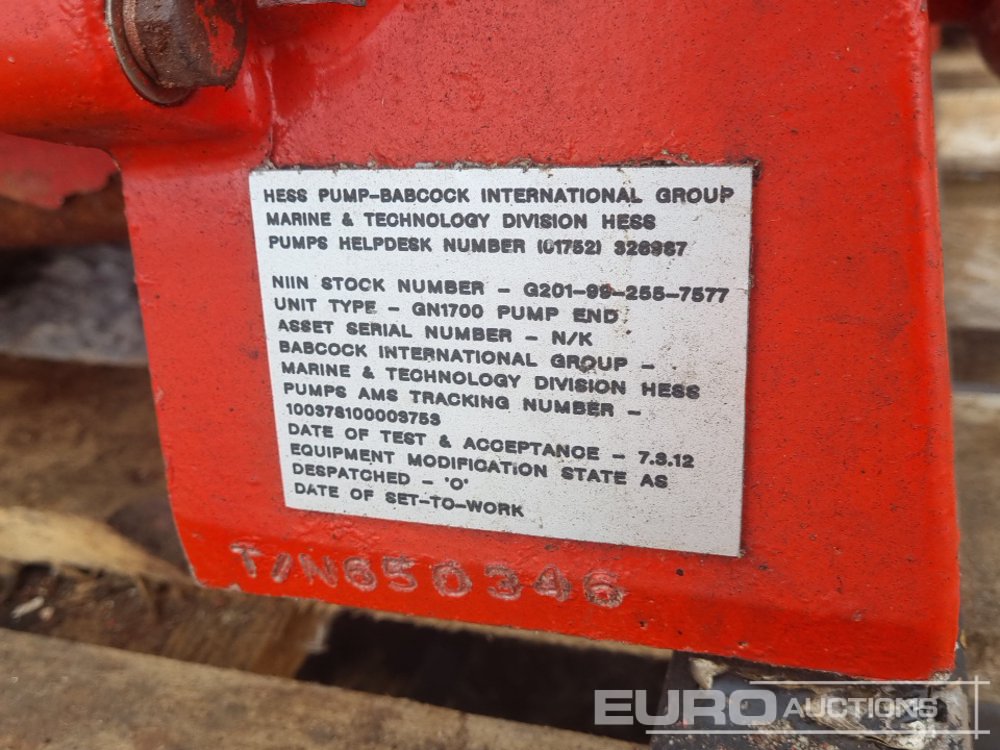 HESS PUMP-BABCOCK INTERNATIONAL GROUP
MARINE & TECHNOLOGY DIVISION HESS
PUMPS HELPDESK NUMBER (01752) 326987
NIIN STOCK NUMBER - G201-99-255-7577
UNIT TYPE - GN1700 PUMP END
ASSET SERIAL NUMBER - N/K
BABCOCK INTERNATIONAL GROUP -
MARINE & TECHNOLOGY DIVISION HESS
PUMPS AMS TRACKING NUMBER -
100378100003753
DATE OF TEST & ACCEPTANCE - 7.3.12
EQUIPMENT MODIFICATION STATE AS
DESPATCHED - 'O'
DATE OF SET-TO-WORK
T/N850346
EURO AUCTIONS